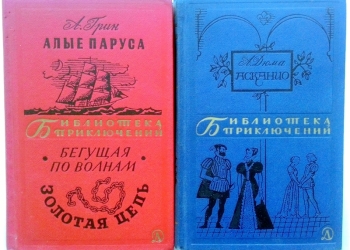 А. Грин
АЛЫЕ ПАРУСА
БИБЛИОТЕКА
ПРИКЛЮЧЕНИЙ
БЕГУЩАЯ
ПО ВОЛНАМ
ЗОЛОТАЯ ЦЕПЬ
А. Дюма
АСКАНИО
БИБЛИОТЕКА
ПРИКЛЮЧЕНИЙ